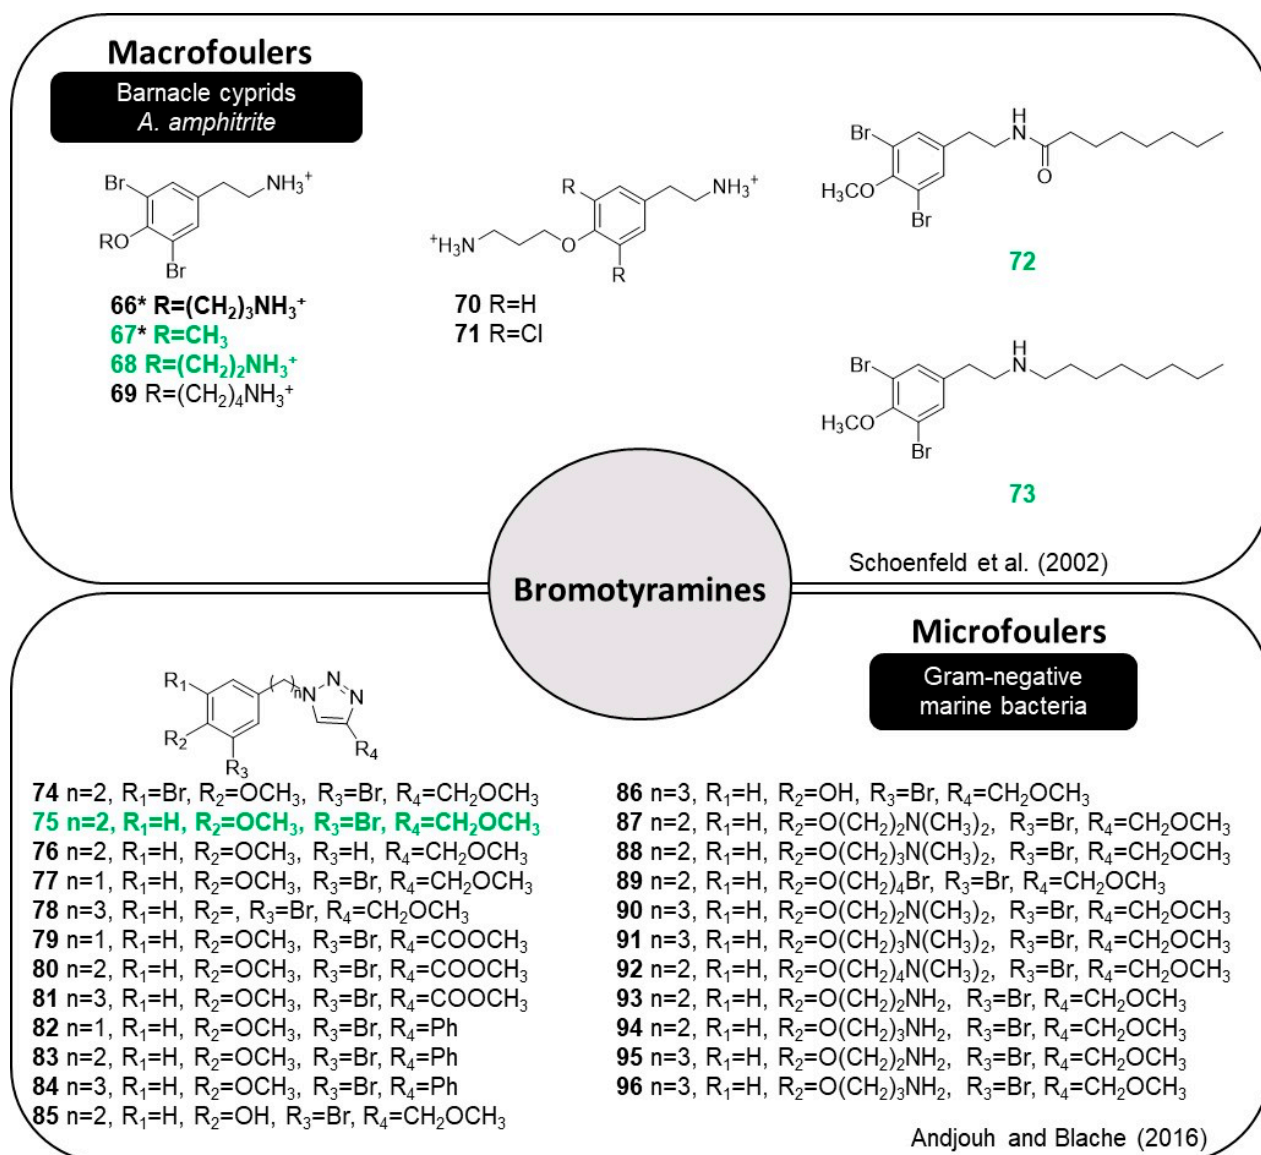 Macrofoulers
Barnacle cyprids
A. amphitrite
Br
NH₃⁺
RO
Br
66* R=(CH₂)₃NH₃⁺
67* R=CH₃
68 R=(CH₂)₂NH₃⁺
69 R=(CH₂)₄NH₃⁺
R
NH₃⁺
⁺H₃N
O
R
70 R=H
71 R=Cl
Br
H
N
H₃CO
O
Br
72
Br
H
N
H₃CO
Br
73
Schoenfeld et al. (2002)
Bromotyramines
Microfoulers
Gram-negative
marine bacteria
R₁
( )n
N
N
N
R₂
R₃
R₄
74 n=2, R₁=Br, R₂=OCH₃, R₃=Br, R₄=CH₂OCH₃
75 n=2, R₁=H, R₂=OCH₃, R₃=Br, R₄=CH₂OCH₃
76 n=2, R₁=H, R₂=OCH₃, R₃=H, R₄=CH₂OCH₃
77 n=1, R₁=H, R₂=OCH₃, R₃=Br, R₄=CH₂OCH₃
78 n=3, R₁=H, R₂=, R₃=Br, R₄=CH₂OCH₃
79 n=1, R₁=H, R₂=OCH₃, R₃=Br, R₄=COOCH₃
80 n=2, R₁=H, R₂=OCH₃, R₃=Br, R₄=COOCH₃
81 n=3, R₁=H, R₂=OCH₃, R₃=Br, R₄=COOCH₃
82 n=1, R₁=H, R₂=OCH₃, R₃=Br, R₄=Ph
83 n=2, R₁=H, R₂=OCH₃, R₃=Br, R₄=Ph
84 n=3, R₁=H, R₂=OCH₃, R₃=Br, R₄=Ph
85 n=2, R₁=H, R₂=OH, R₃=Br, R₄=CH₂OCH₃
86 n=3, R₁=H, R₂=OH, R₃=Br, R₄=CH₂OCH₃
87 n=2, R₁=H, R₂=O(CH₂)₂N(CH₃)₂, R₃=Br, R₄=CH₂OCH₃
88 n=2, R₁=H, R₂=O(CH₂)₃N(CH₃)₂, R₃=Br, R₄=CH₂OCH₃
89 n=2, R₁=H, R₂=O(CH₂)₄Br, R₃=Br, R₄=CH₂OCH₃
90 n=3, R₁=H, R₂=O(CH₂)₂N(CH₃)₂, R₃=Br, R₄=CH₂OCH₃
91 n=3, R₁=H, R₂=O(CH₂)₃N(CH₃)₂, R₃=Br, R₄=CH₂OCH₃
92 n=2, R₁=H, R₂=O(CH₂)₄N(CH₃)₂, R₃=Br, R₄=CH₂OCH₃
93 n=2, R₁=H, R₂=O(CH₂)₂NH₂, R₃=Br, R₄=CH₂OCH₃
94 n=2, R₁=H, R₂=O(CH₂)₃NH₂, R₃=Br, R₄=CH₂OCH₃
95 n=3, R₁=H, R₂=O(CH₂)₂NH₂, R₃=Br, R₄=CH₂OCH₃
96 n=3, R₁=H, R₂=O(CH₂)₃NH₂, R₃=Br, R₄=CH₂OCH₃
Andjouh and Blache (2016)